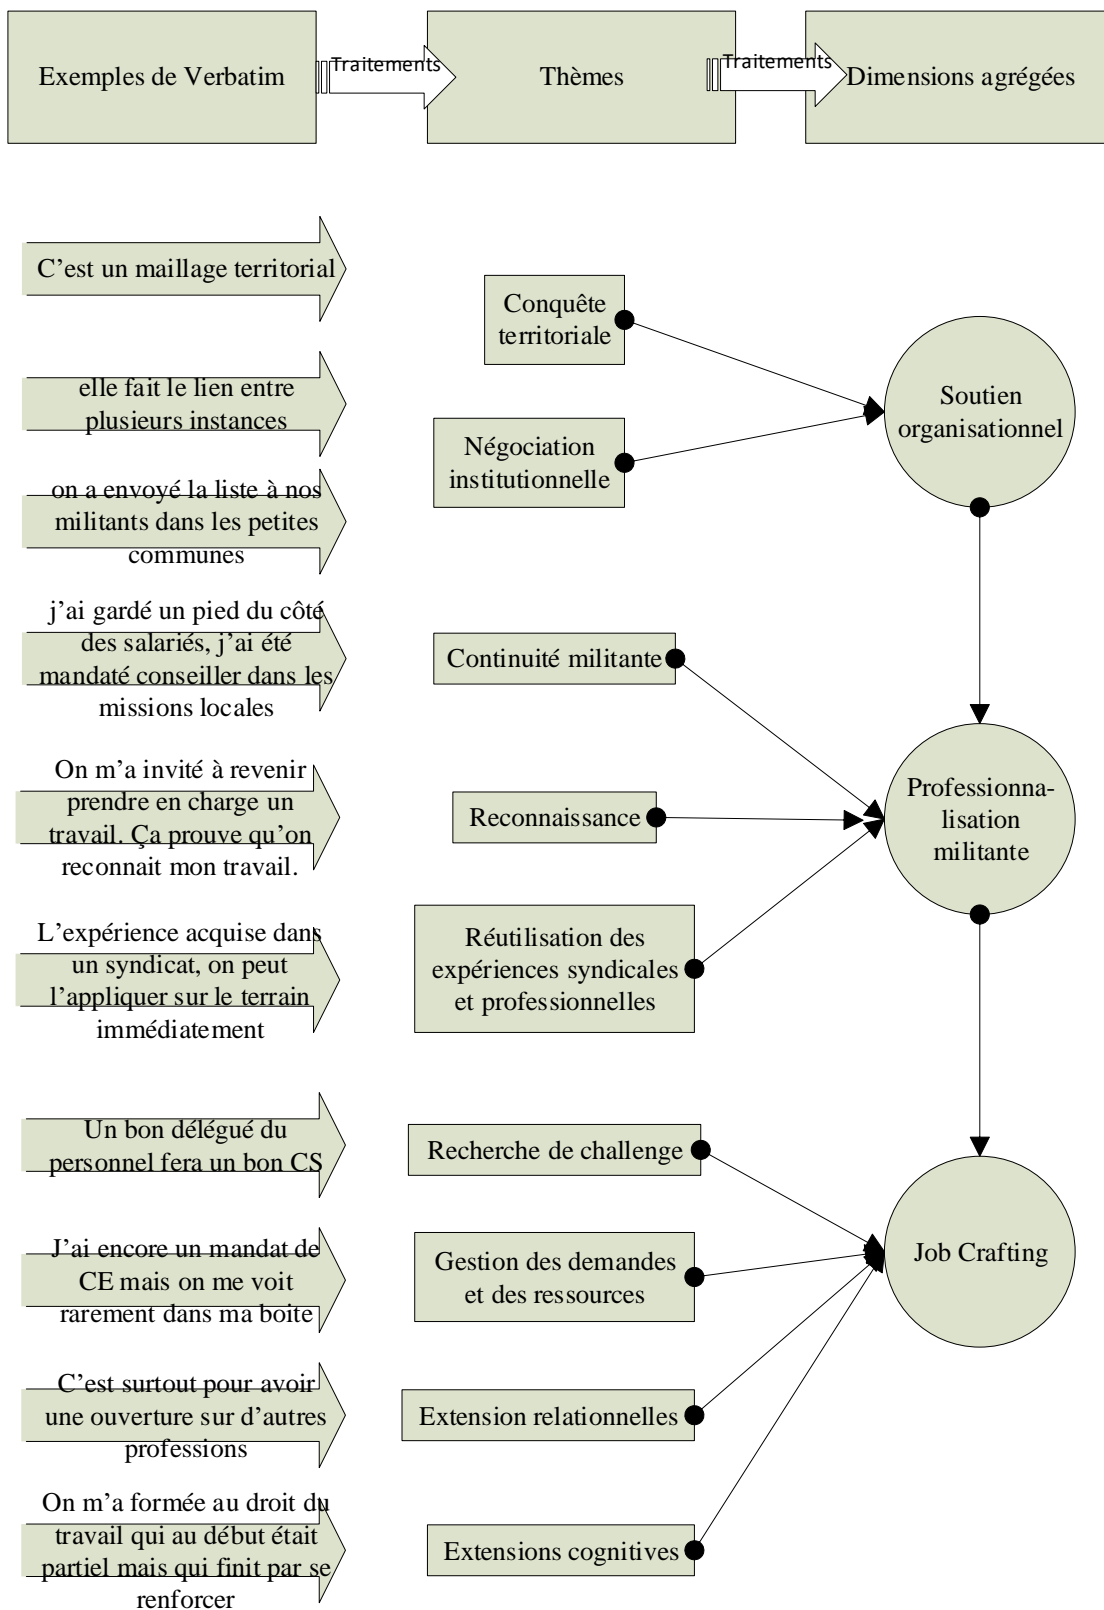 Exemples de Verbatim
Traitements
Thèmes
Traitements
Dimensions agrégées
C’est un maillage territorial
elle fait le lien entre
plusieurs instances
on a envoyé la liste à nos
militants dans les petites
communes
j’ai gardé un pied du côté
des salariés, j’ai été
mandaté conseiller dans les
missions locales
On m’a invité à revenir
prendre en charge un
travail. Ça prouve qu’on
reconnait mon travail.
L’expérience acquise dans
un syndicat, on peut
l’appliquer sur le terrain
immédiatement
Un bon délégué du
personnel fera un bon CS
J’ai encore un mandat de
CE mais on me voit
rarement dans ma boite
C’est surtout pour avoir
une ouverture sur d’autres
professions
On m’a formée au droit du
travail qui au début était
partiel mais qui finit par se
renforcer
Conquête
territoriale
Négociation
institutionnelle
Continuité militante
Reconnaissance
Réutilisation des
expériences syndicales
et professionnelles
Recherche de challenge
Gestion des demandes
et des ressources
Extension relationnelles
Extensions cognitives
Soutien
organisationnel
Professionna-
lisation
militante
Job Crafting